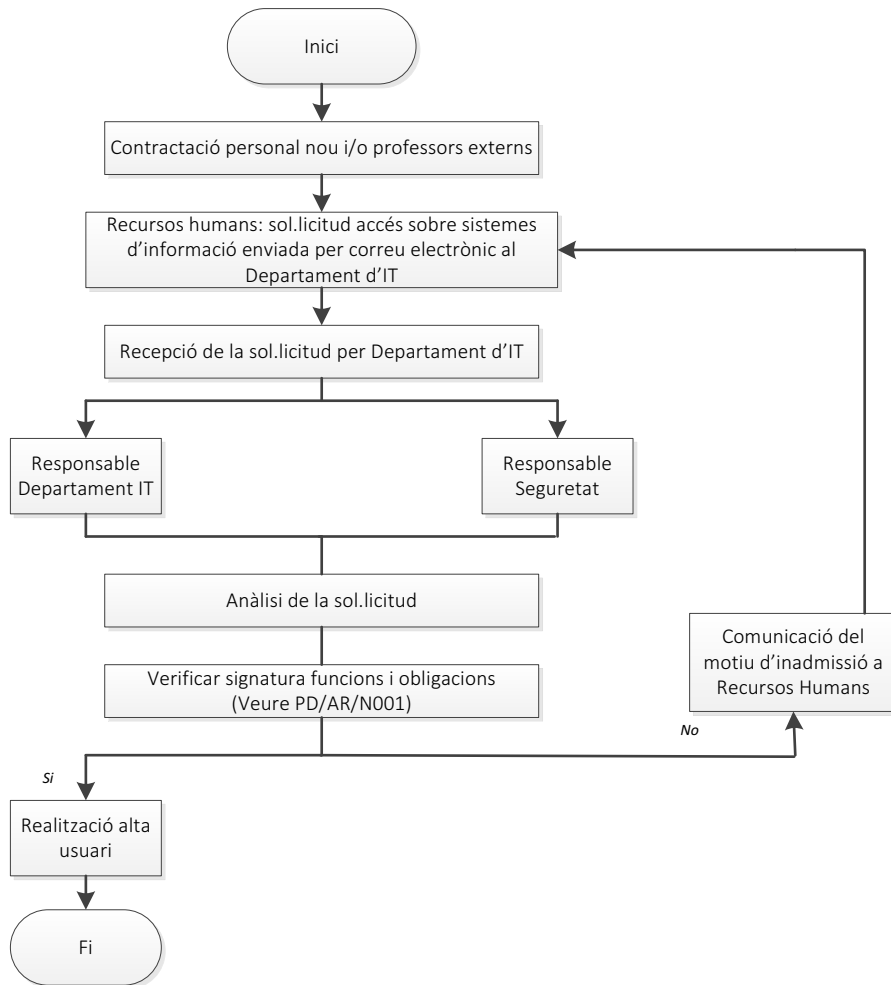 Inici
Contractació personal nou i/o professors externs
Recursos humans: sol.licitud accés sobre sistemes
d’informació enviada per correu electrònic al
Departament d’IT
Recepció de la sol.licitud per Departament d’IT
Responsable
Departament IT
Responsable
Seguretat
Anàlisi de la sol.licitud
Verificar signatura funcions i obligacions
(Veure PD/AR/N001)
Comunicació del
motiu d’inadmissió a
Recursos Humans
No
Si
Realització alta
usuari
Fi